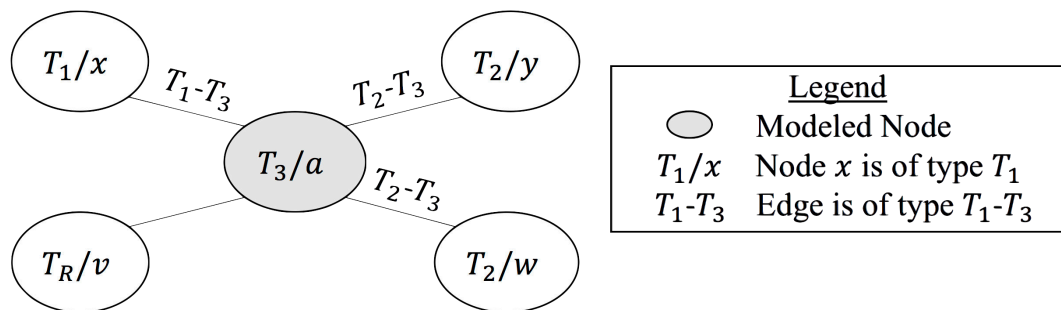 T₁/x
T₁-T₃
T₂-T₃
T₂/y
T₃/a
T₂-T₃
T_R/v
T₂/w
Legend
Modeled Node
T₁/x Node x is of type T₁
T₁-T₃ Edge is of type T₁-T₃